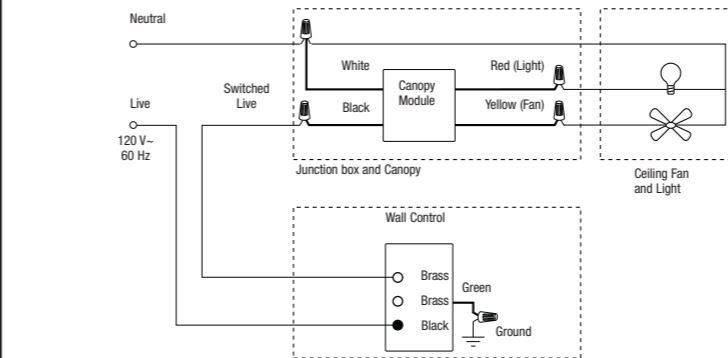 Neutral
White
Red (Light)
Switched
Live
Canopy
Module
Live
Black
Yellow (Fan)
120 V~
60 Hz
Junction box and Canopy
Ceiling Fan
and Light
Wall Control
Brass
Green
Brass
Black
Ground